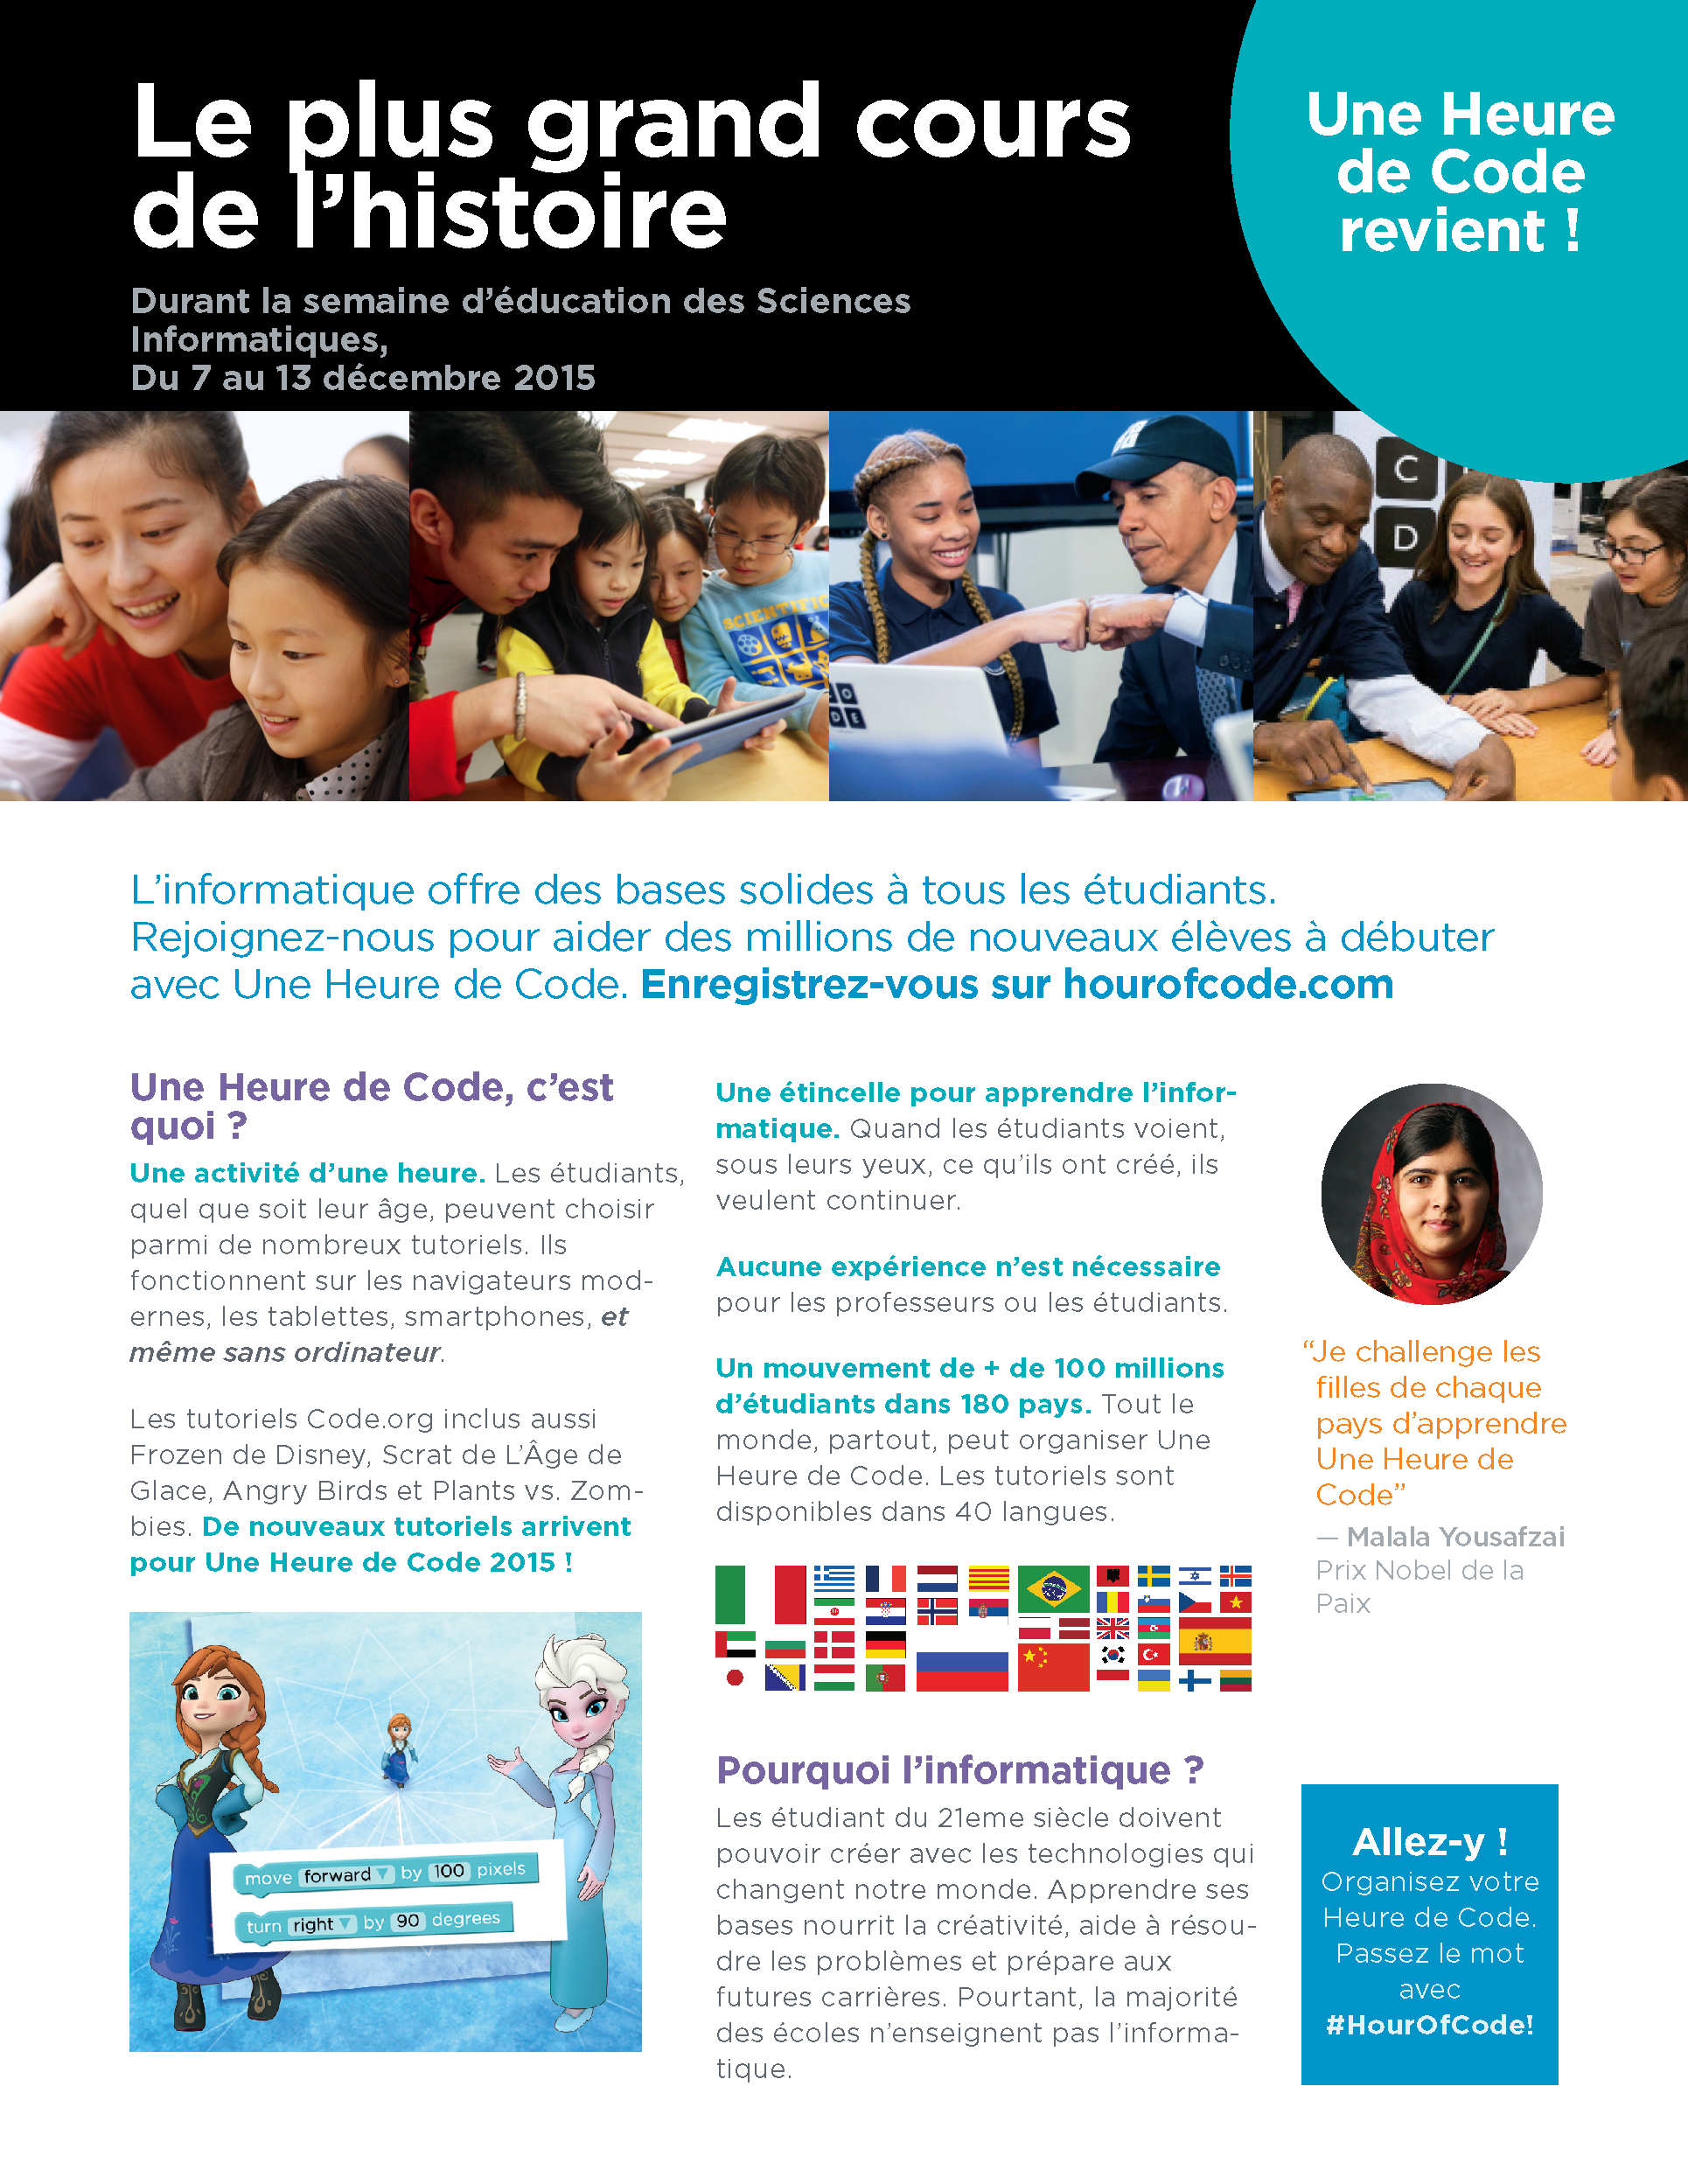 Le plus grand cours
de l’histoire
Durant la semaine d’éducation des Sciences
Informatiques,
Du 7 au 13 décembre 2015
Une Heure
de Code
revient !
SCIENTIFIC
O
DE
C
D
L’informatique offre des bases solides à tous les étudiants.
Rejoignez-nous pour aider des millions de nouveaux élèves à débuter
avec Une Heure de Code. Enregistrez-vous sur hourofcode.com
Une Heure de Code, c’est
quoi ?
Une activité d’une heure. Les étudiants,
quel que soit leur âge, peuvent choisir
parmi de nombreux tutoriels. Ils
fonctionnent sur les navigateurs mod-
ernes, les tablettes, smartphones, et
même sans ordinateur.
Les tutoriels Code.org inclus aussi
Frozen de Disney, Scrat de L’Âge de
Glace, Angry Birds et Plants vs. Zom-
bies. De nouveaux tutoriels arrivent
pour Une Heure de Code 2015 !
move forward by 100 pixels
turn right by 90 degrees
Une étincelle pour apprendre l’infor-
matique. Quand les étudiants voient,
sous leurs yeux, ce qu’ils ont créé, ils
veulent continuer.
Aucune expérience n’est nécessaire
pour les professeurs ou les étudiants.
Un mouvement de + de 100 millions
d’étudiants dans 180 pays. Tout le
monde, partout, peut organiser Une
Heure de Code. Les tutoriels sont
disponibles dans 40 langues.
Pourquoi l’informatique ?
Les étudiant du 21eme siècle doivent
pouvoir créer avec les technologies qui
changent notre monde. Apprendre ses
bases nourrit la créativité, aide à résou-
dre les problèmes et prépare aux
futures carrières. Pourtant, la majorité
des écoles n’enseignent pas l’informa-
tique.
“Je challenge les
filles de chaque
pays d’apprendre
Une Heure de
Code”
— Malala Yousafzai
Prix Nobel de la
Paix
Allez-y !
Organisez votre
Heure de Code.
Passez le mot
avec
#HourOfCode!